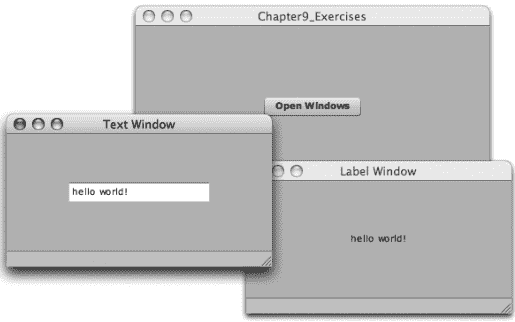 Chapter9_Exercises
Open Windows
Text Window
hello world!
Label Window
hello world!